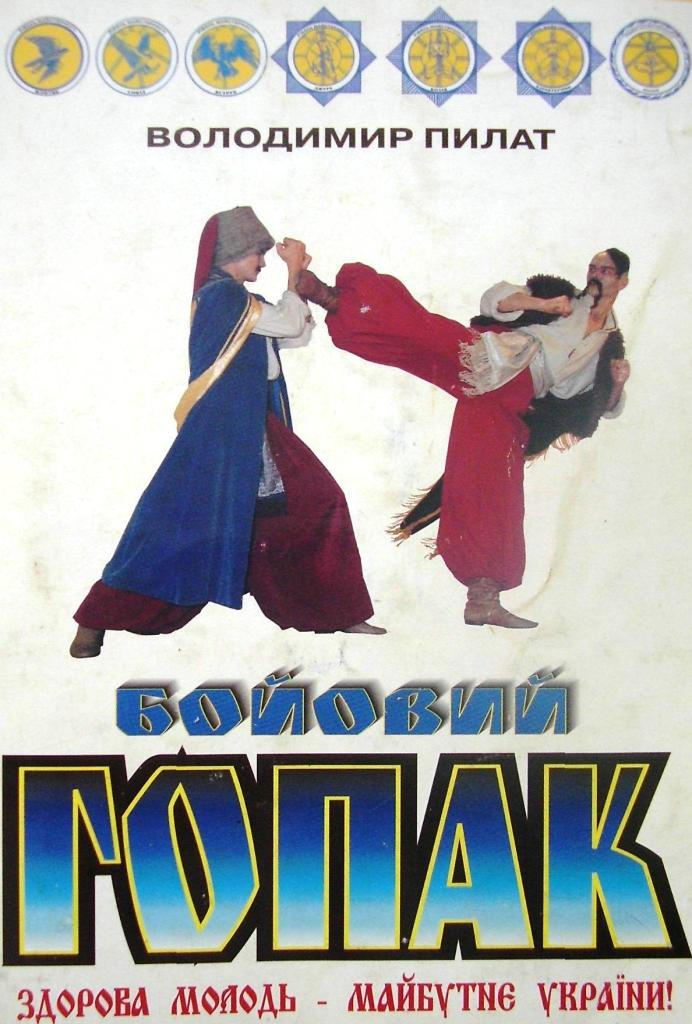 ВОЛОДИМИР ПИЛАТ
БОЙОВИЙ
ГОПАК
ЗДОРОВА МОЛОДЬ - МАЙБУТНЄ УКРАЇНИ!